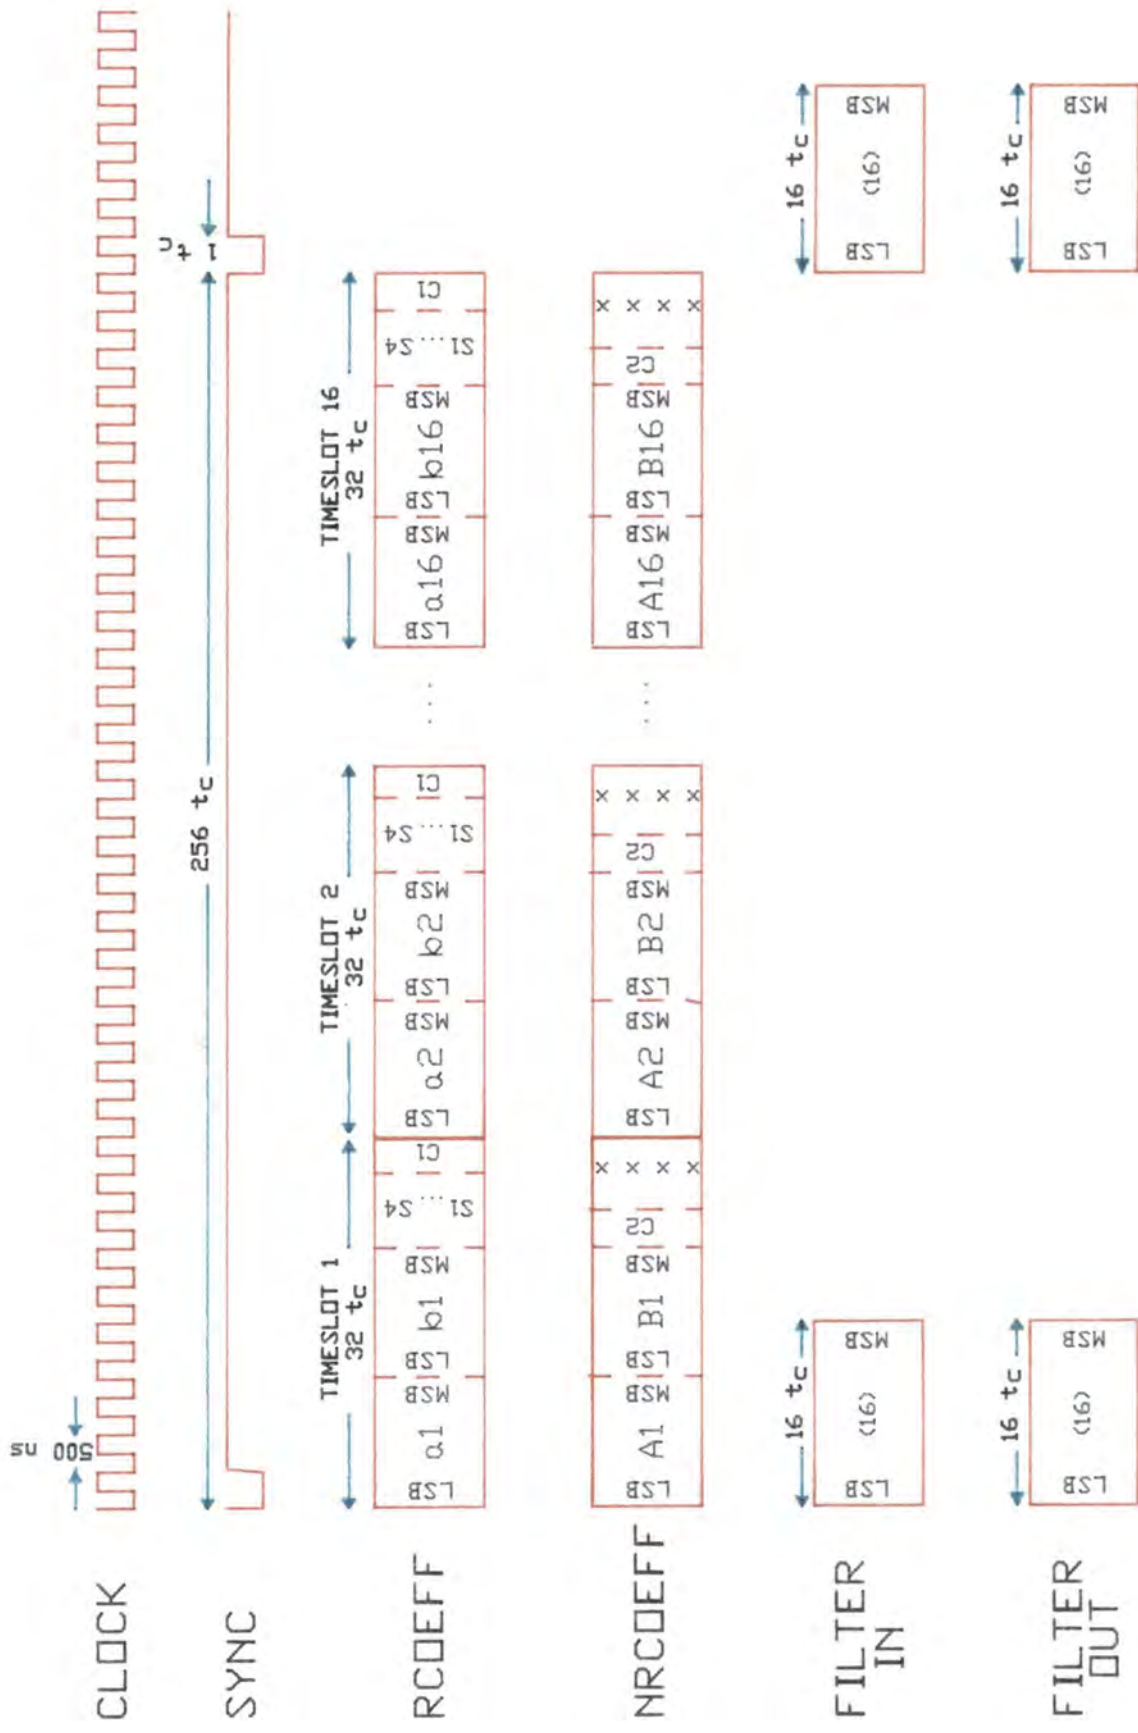 CLOCK
500 ns
SYNC
256 tc
1 tc
TIMESLOT 1
32 tc
TIMESLOT 2
32 tc
TIMESLOT 16
32 tc
RCOEFF
LSB a1 MSB LSB b1 MSB S1...S4 C1
LSB a2 MSB LSB b2 MSB S1...S4 C1
...
LSB a16 MSB LSB b16 MSB S1...S4 C1
NRCOEFF
LSB A1 MSB LSB B1 MSB C2 x x x x
LSB A2 MSB LSB B2 MSB C2 x x x x
...
LSB A16 MSB LSB B16 MSB C2 x x x x
FILTER
IN
16 tc
LSB (16) MSB
16 tc
LSB (16) MSB
FILTER
OUT
16 tc
LSB (16) MSB
16 tc
LSB (16) MSB